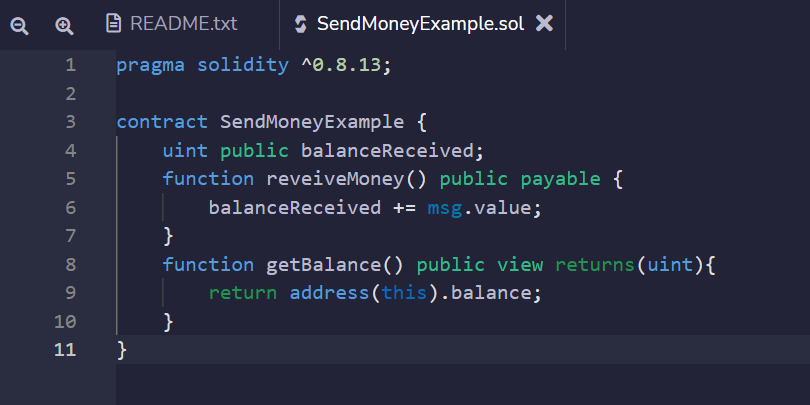 README.txt SendMoneyExample.sol
1 pragma solidity ^0.8.13;
2
3 contract SendMoneyExample {
4 uint public balanceReceived;
5 function reveiveMoney() public payable {
6 balanceReceived += msg.value;
7 }
8 function getBalance() public view returns(uint){
9 return address(this).balance;
10 }
11 }